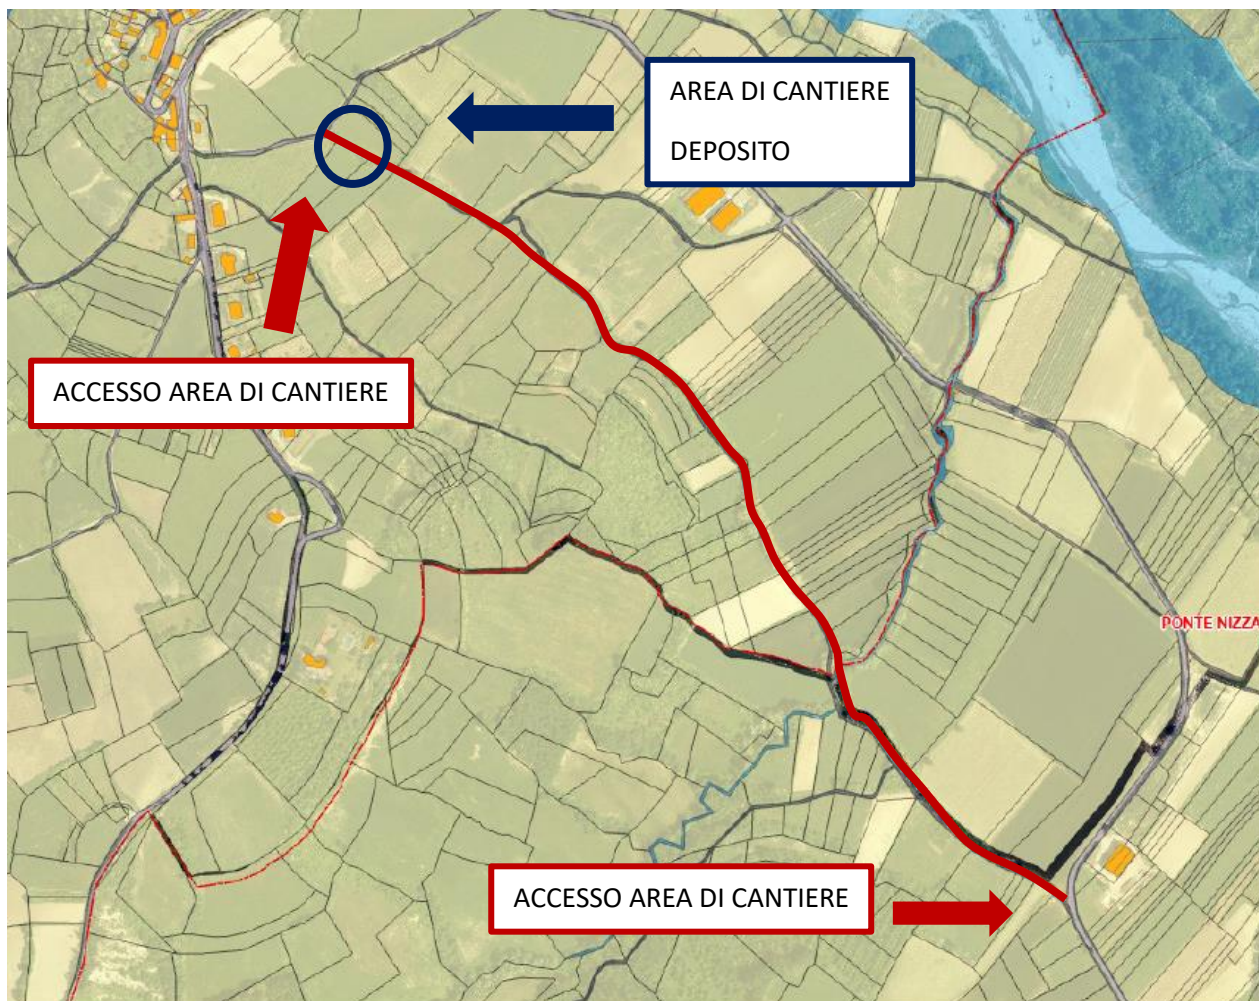 AREA DI CANTIERE
DEPOSITO
ACCESSO AREA DI CANTIERE
PONTE NIZZA
ACCESSO AREA DI CANTIERE